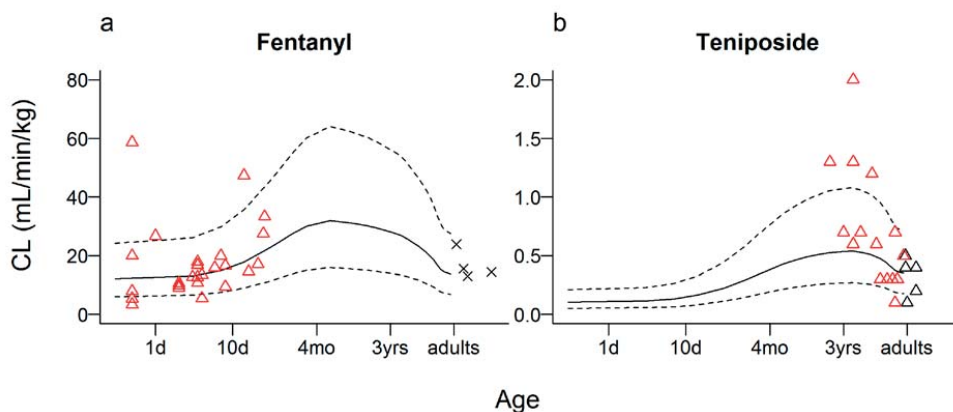 a
Fentanyl
b
Teniposide
CL (mL/min/kg)
80
60
40
20
0
1d 10d 4mo 3yrs adults
2.0
1.5
1.0
0.5
0.0
1d 10d 4mo 3yrs adults
Age